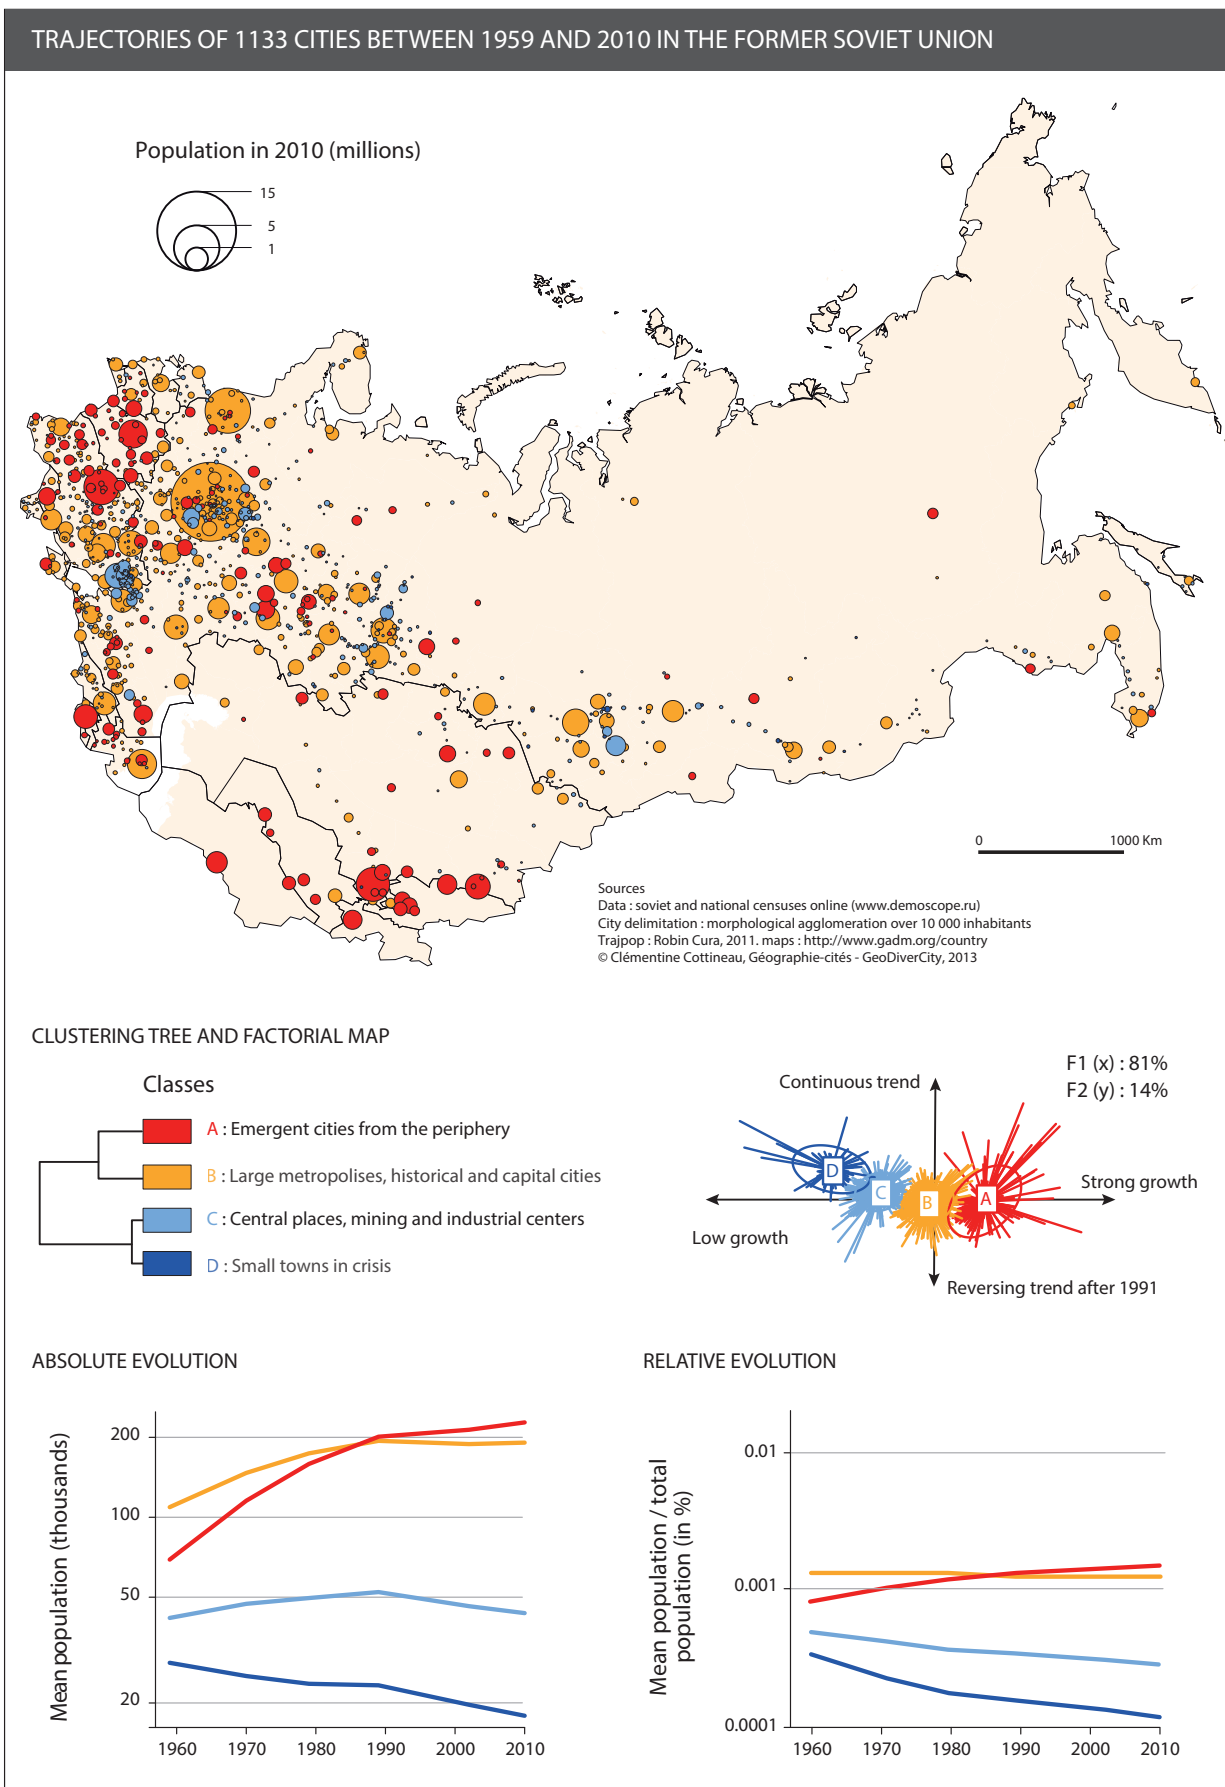 TRAJECTORIES OF 1133 CITIES BETWEEN 1959 AND 2010 IN THE FORMER SOVIET UNION
Population in 2010 (millions)
15
5
1
0 1000 Km
Sources
Data : soviet and national censuses online (www.demoscope.ru)
City delimitation : morphological agglomeration over 10 000 inhabitants
Trajpop : Robin Cura, 2011. maps : http://www.gadm.org/country
© Clémentine Cottineau, Géographie-cités - GeoDiverCity, 2013
CLUSTERING TREE AND FACTORIAL MAP
Classes
A : Emergent cities from the periphery
B : Large metropolises, historical and capital cities
C : Central places, mining and industrial centers
D : Small towns in crisis
F1 (x) : 81%
F2 (y) : 14%
Continuous trend
D
C
B
A
Strong growth
Low growth
Reversing trend after 1991
ABSOLUTE EVOLUTION
Mean population (thousands)
200
100
50
20
1960 1970 1980 1990 2000 2010
RELATIVE EVOLUTION
Mean population / total
population (in %)
0.01
0.001
0.0001
1960 1970 1980 1990 2000 2010